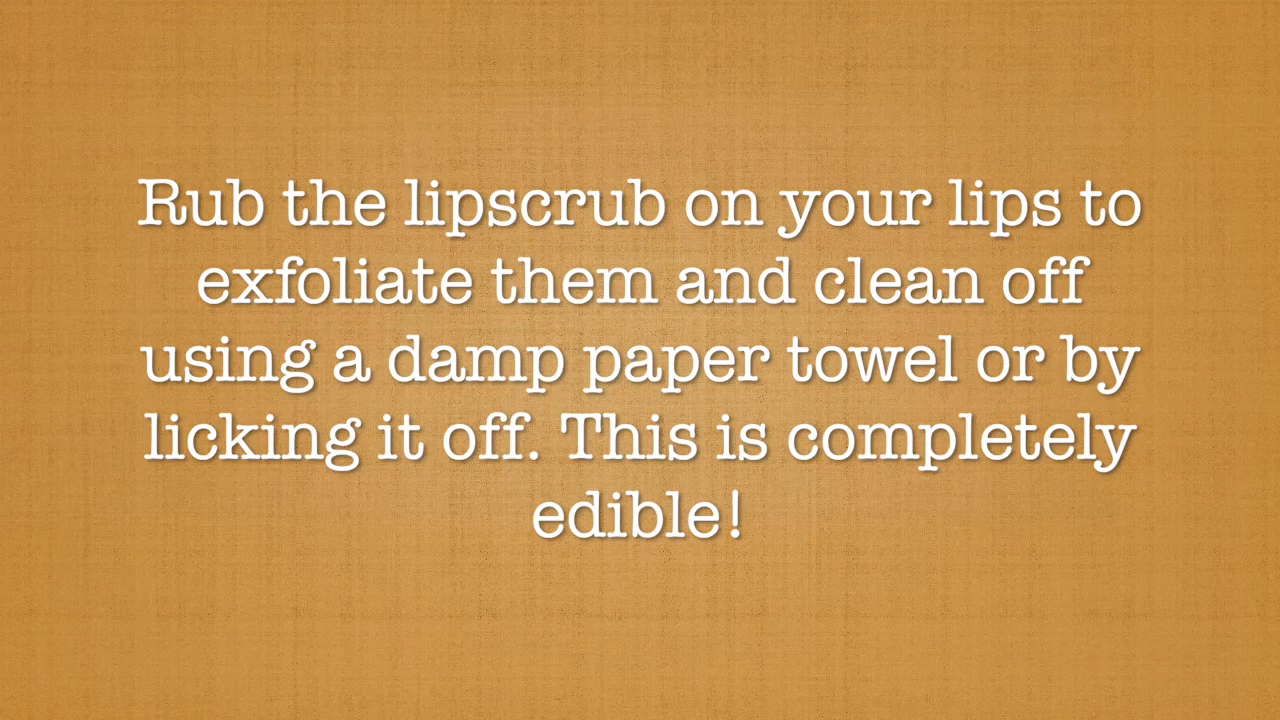 Rub the lipscrub on your lips to
exfoliate them and clean off
using a damp paper towel or by
licking it off. This is completely
edible!